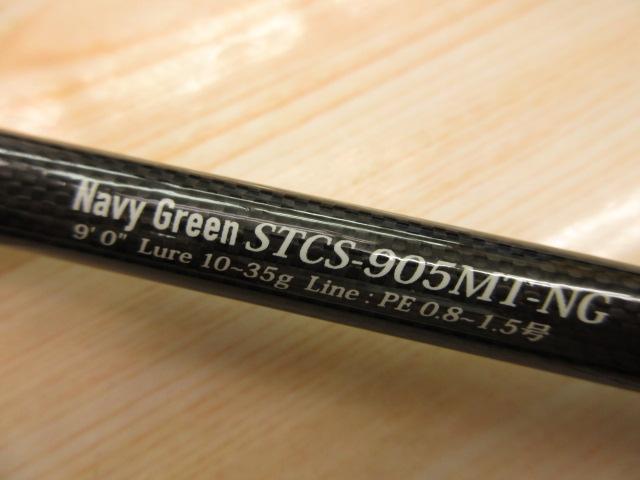 Navy Green STCS-905MT-NG
9'0" Lure 10~35g Line : PE 0.8~1.5号